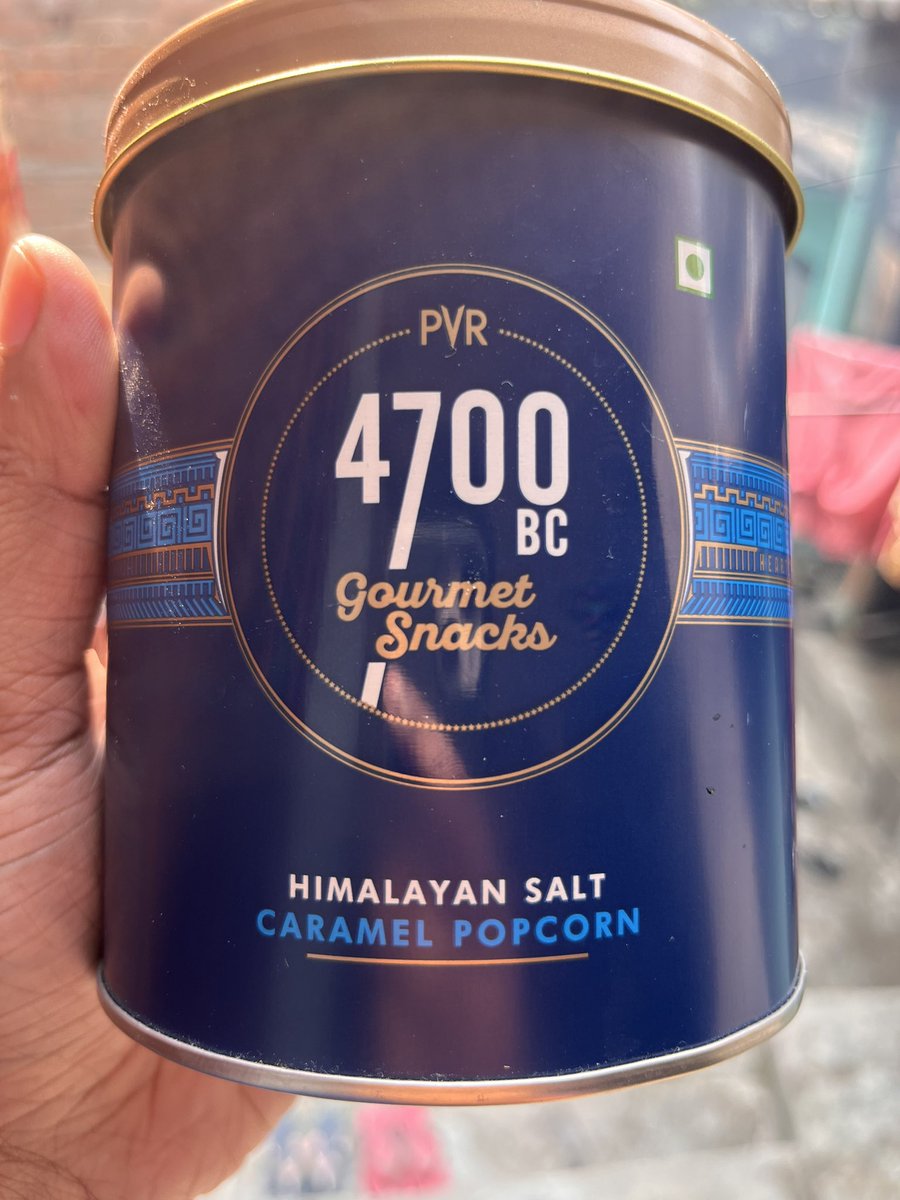 PVR
4700
BC
Gourmet
Snacks
HIMALAYAN SALT
CARAMEL POPCORN